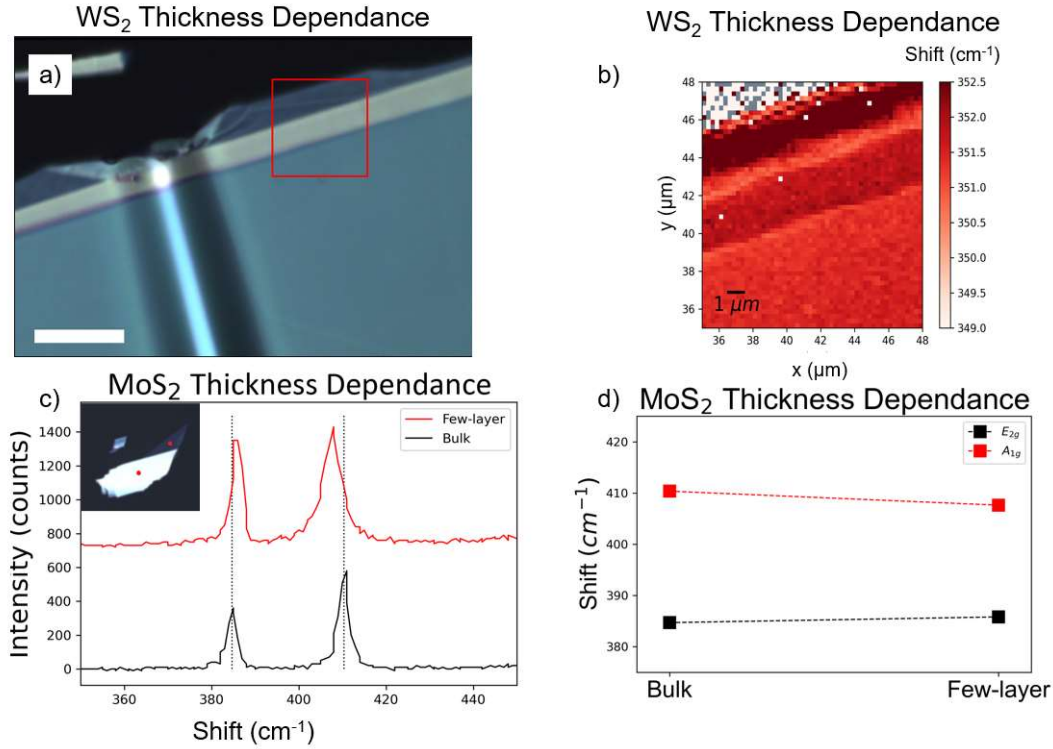 WS₂ Thickness Dependance
a)
WS₂ Thickness Dependance
Shift (cm⁻¹)
b)
48
46
44
42
40
38
36
y (µm)
1 µm
36 38 40 42 44 46 48
x (µm)
352.5
352.0
351.5
351.0
350.5
350.0
349.5
349.0
MoS₂ Thickness Dependance
c)
Few-layer
Bulk
1400
1200
1000
800
600
400
200
0
Intensity (counts)
360 380 400 420 440
Shift (cm⁻¹)
MoS₂ Thickness Dependance
d)
E₂g
A₁g
420
410
400
390
380
Shift (cm⁻¹)
Bulk Few-layer